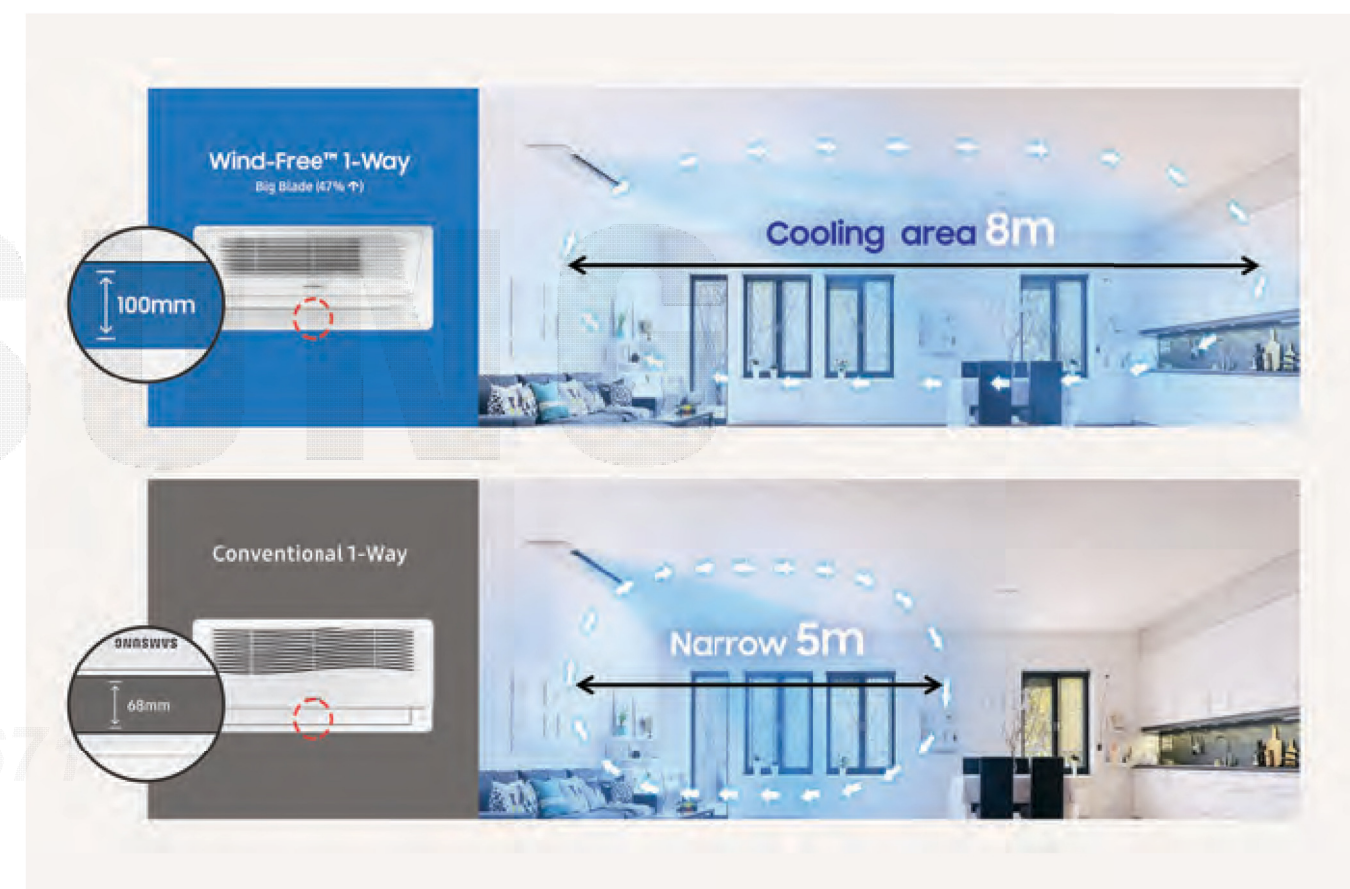 Wind-Free™ 1-Way
Big Blade (47% ↑)
100mm
Cooling area 8m
Conventional 1-Way
SAMSUNG
68mm
Narrow 5m